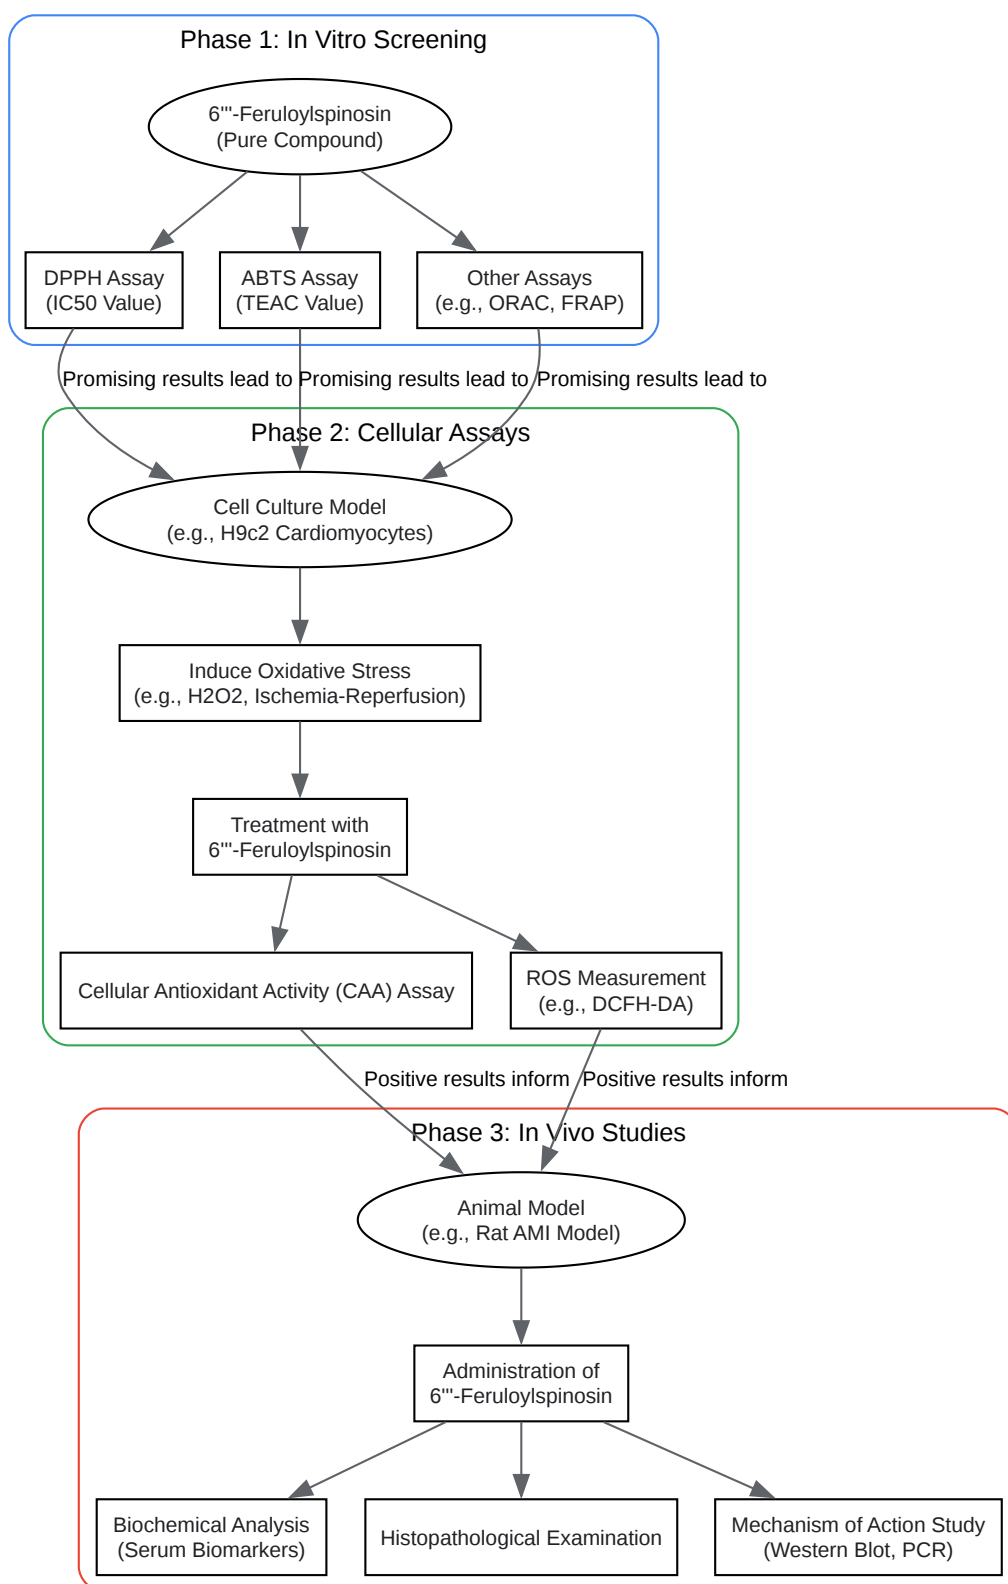 Phase 1: In Vitro Screening
6'''-Feruloylspinosin
(Pure Compound)
DPPH Assay
(IC50 Value)
ABTS Assay
(TEAC Value)
Other Assays
(e.g., ORAC, FRAP)
Promising results lead to
Promising results lead to
Promising results lead to
Phase 2: Cellular Assays
Cell Culture Model
(e.g., H9c2 Cardiomyocytes)
Induce Oxidative Stress
(e.g., H2O2, Ischemia-Reperfusion)
Treatment with
6'''-Feruloylspinosin
Cellular Antioxidant Activity (CAA) Assay
ROS Measurement
(e.g., DCFH-DA)
Positive results inform
Positive results inform
Phase 3: In Vivo Studies
Animal Model
(e.g., Rat AMI Model)
Administration of
6'''-Feruloylspinosin
Biochemical Analysis
(Serum Biomarkers)
Histopathological Examination
Mechanism of Action Study
(Western Blot, PCR)